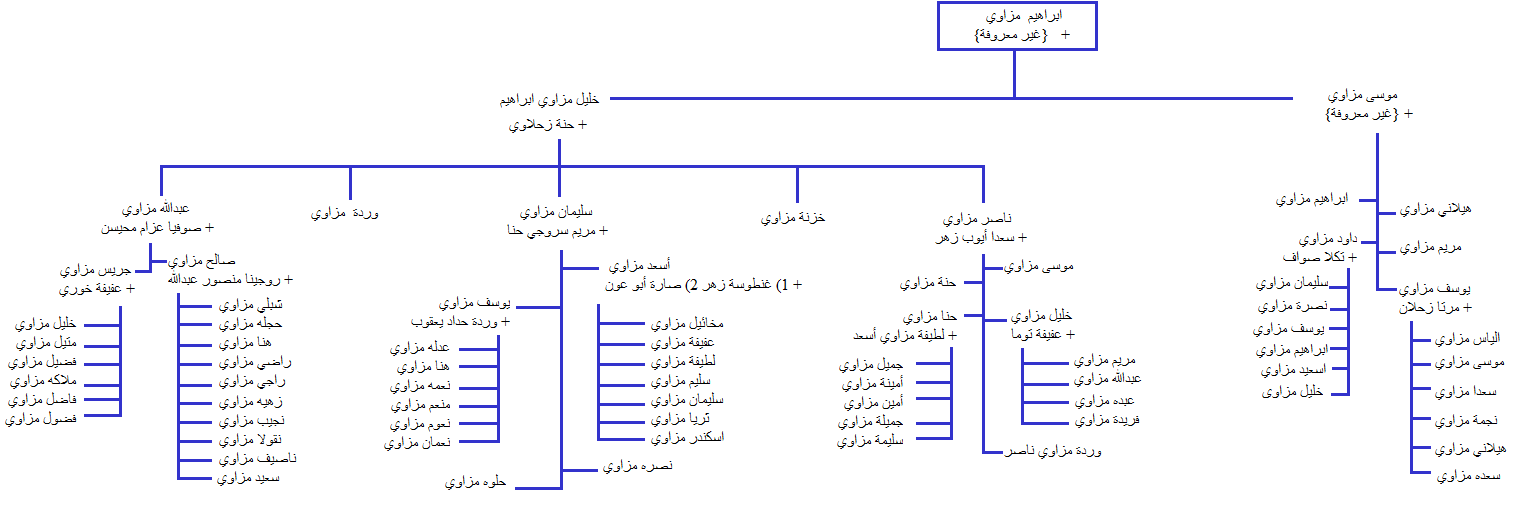 ابراهيم مزاوي
+ {غير معروفة}
موسى مزاوي
+ {غير معروفة}
خليل مزاوي ابراهيم
+ حنة زحلاوي
هيلاني مزاوي
ابراهيم مزاوي
مريم مزاوي
داود مزاوي
+ تكلا صواف
سليمان مزاوي
نصرة مزاوي
يوسف مزاوي
ابراهيم مزاوي
اسعيد مزاوي
خليل مزاوى
يوسف مزاوي
+ مرتا زحلان
الياس مزاوي
موسى مزاوي
سعدا مزاوي
نجمة مزاوي
هيلاني مزاوي
سعده مزاوي
ناصر مزاوي
+ سعدا أيوب زهر
موسى مزاوي
حنة مزاوي
خليل مزاوي
+ عفيفة توما
مريم مزاوي
عبدالله مزاوي
عبده مزاوي
فريدة مزاوي
حنا مزاوي
+ لطيفة مزاوي أسعد
جميل مزاوي
أمينة مزاوي
أمين مزاوي
جميلة مزاوي
سليمة مزاوي
وردة مزاوي ناصر
خزنة مزاوي
سليمان مزاوي
+ مريم سروجي حنا
أسعد مزاوي
+ 1) غنطوسة زهر 2) صارة أبو عون
مخائيل مزاوي
عفيفة مزاوي
لطيفة مزاوي
سليم مزاوي
سليمان مزاوي
ثريا مزاوي
اسكندر مزاوي
يوسف مزاوي
+ وردة حداد يعقوب
عدله مزاوي
هنا مزاوي
نعمه مزاوي
منعم مزاوي
نعوم مزاوي
نعمان مزاوي
نصره مزاوي
حلوه مزاوي
وردة مزاوي
عبدالله مزاوي
+ صوفيا عزام محيسن
صالح مزاوي
+ روجينا منصور عبدالله
شبلي مزاوي
حجله مزاوي
هنا مزاوي
راضي مزاوي
راجي مزاوي
زهيه مزاوي
نجيب مزاوي
نقولا مزاوي
ناصيف مزاوي
سعيد مزاوي
جريس مزاوي
+ عفيفة خوري
خليل مزاوي
متيل مزاوي
فضيل مزاوي
ملاكه مزاوي
فاضل مزاوي
فضول مزاوي